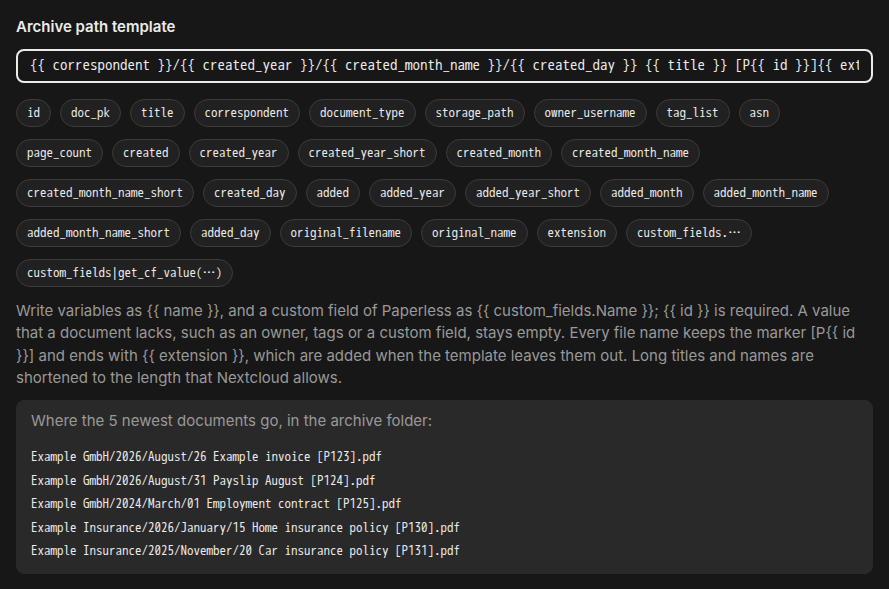 Archive path template
{{ correspondent }}/{{ created_year }}/{{ created_month_name }}/{{ created_day }} {{ title }} [P{{ id }}]{{ ext
id doc_pk title correspondent document_type storage_path owner_username tag_list asn
page_count created created_year created_year_short created_month created_month_name
created_month_name_short created_day added added_year added_year_short added_month added_month_name
added_month_name_short added_day original_filename original_name extension custom_fields.⋯
custom_fields|get_cf_value(⋯)
Write variables as {{ name }}, and a custom field of Paperless as {{ custom_fields.Name }}; {{ id }} is required. A value
that a document lacks, such as an owner, tags or a custom field, stays empty. Every file name keeps the marker [P{{ id
}}] and ends with {{ extension }}, which are added when the template leaves them out. Long titles and names are
shortened to the length that Nextcloud allows.
Where the 5 newest documents go, in the archive folder:
Example GmbH/2026/August/26 Example invoice [P123].pdf
Example GmbH/2026/August/31 Payslip August [P124].pdf
Example GmbH/2024/March/01 Employment contract [P125].pdf
Example Insurance/2026/January/15 Home insurance policy [P130].pdf
Example Insurance/2025/November/20 Car insurance policy [P131].pdf